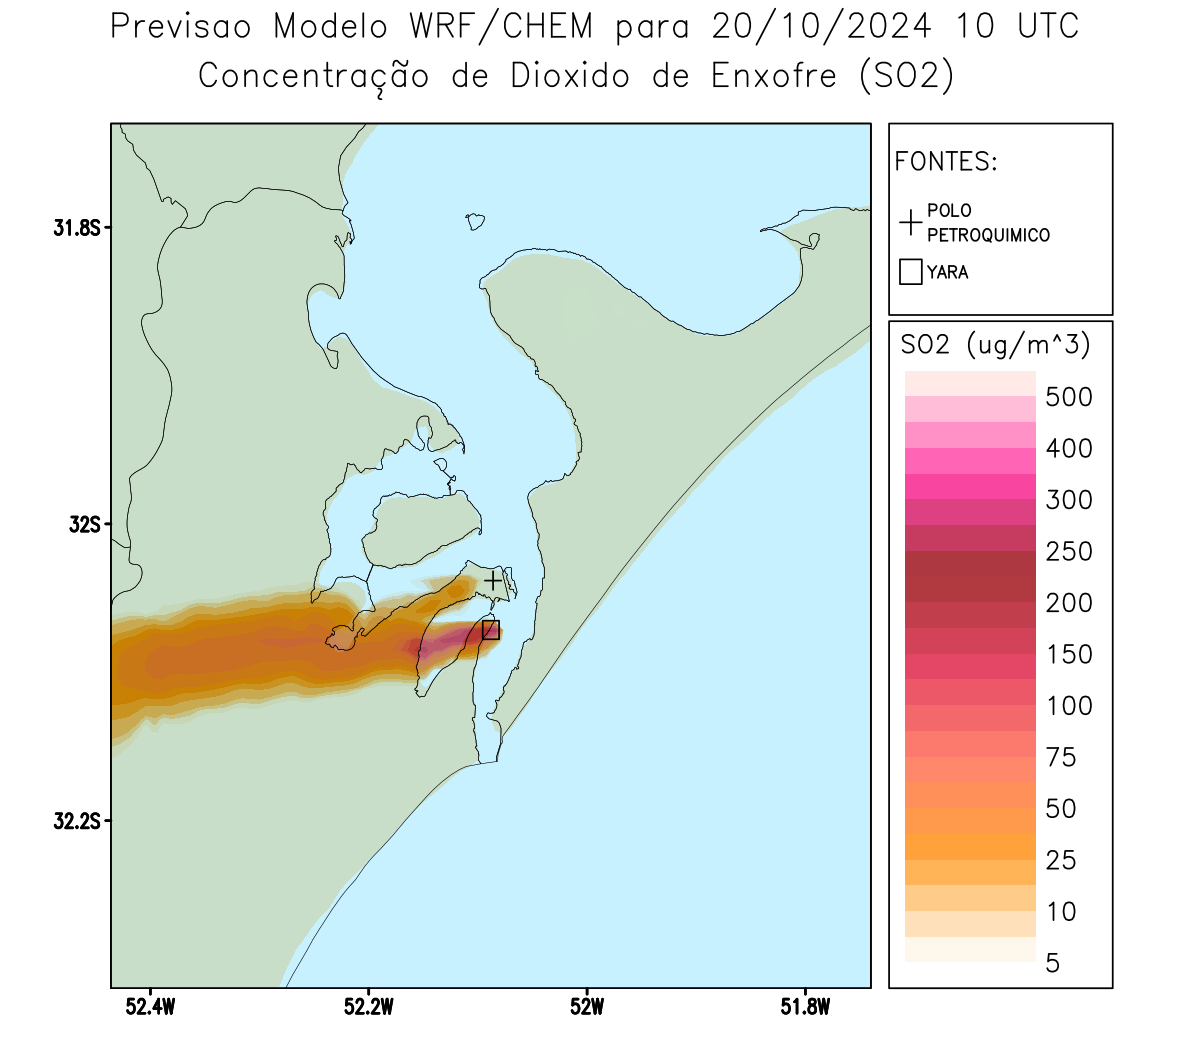 Previsao Modelo WRF/CHEM para 20/10/2024 10 UTC
Concentração de Dioxido de Enxofre (SO2)
FONTES:
POLO
PETROQUIMICO
YARA
SO2 (ug/m^3)
500
400
300
250
200
150
100
75
50
25
10
5
31.8S
32S
32.2S
52.4W
52.2W
52W
51.8W